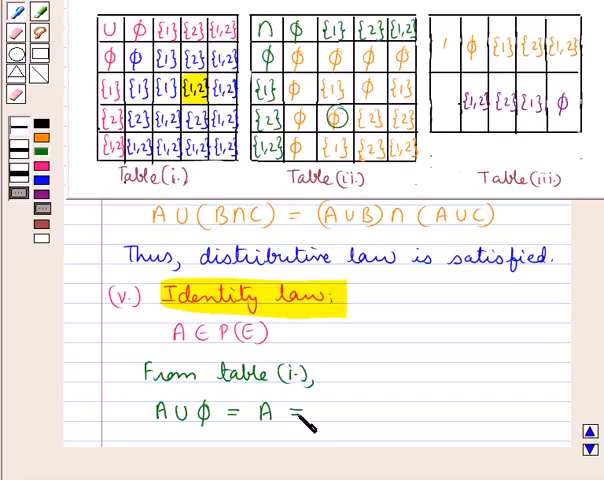 ∪ ϕ {1} {2} {1,2}
ϕ ϕ {1} {2} {1,2}
{1} {1} {1} {1,2} {1,2}
{2} {2} {1,2} {2} {1,2}
{1,2} {1,2} {1,2} {1,2} {1,2}
Table (i.)
∩ ϕ {1} {2} {1,2}
ϕ ϕ ϕ ϕ ϕ
{1} ϕ {1} ϕ {1}
{2} ϕ ϕ {2} {2}
{1,2} ϕ {1} {2} {1,2}
Table (ii.)
' ϕ {1} {2} {1,2}
{1,2} {2} {1} ϕ
Table (iii.)
A ∪ (B ∩ C) = (A ∪ B) ∩ (A ∪ C)
Thus, distributive law is satisfied.
(v.) Identity law:
A ∈ P(E)
From table (i.),
A ∪ ϕ = A =